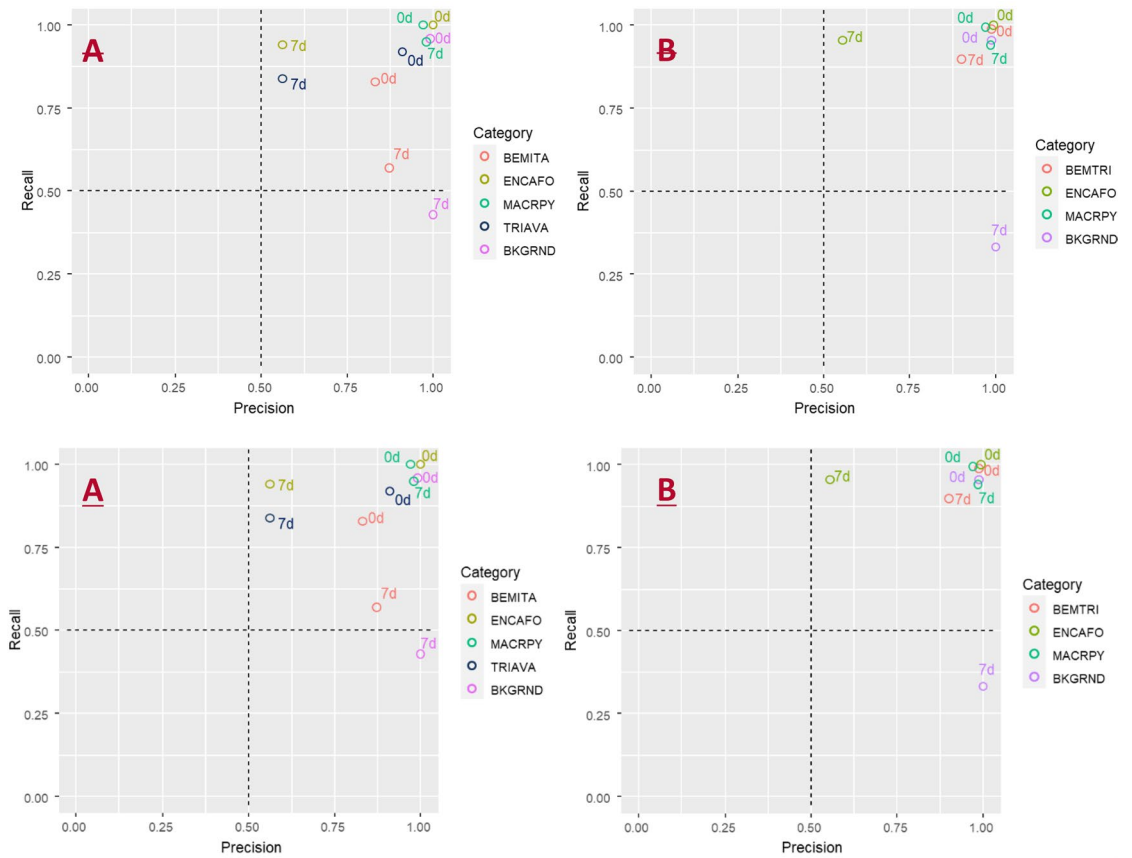 A
1.00
0.75
0.50
0.25
0.00
Recall
0d
0d
0d
7d
0d
7d
7d
0d
7d
7d
0.00 0.25 0.50 0.75 1.00
Precision
Category
BEMITA
ENCAFO
MACRPY
TRIAVA
BKGRND
B
1.00
0.75
0.50
0.25
0.00
Recall
0d
0d
0d
0d
7d
7d
7d
7d
0.00 0.25 0.50 0.75 1.00
Precision
Category
BEMTRI
ENCAFO
MACRPY
BKGRND
A
1.00
0.75
0.50
0.25
0.00
Recall
0d
0d
0d
7d
0d
7d
7d
0d
7d
7d
0.00 0.25 0.50 0.75 1.00
Precision
Category
BEMITA
ENCAFO
MACRPY
TRIAVA
BKGRND
B
1.00
0.75
0.50
0.25
0.00
Recall
0d
0d
0d
0d
7d
7d
7d
7d
0.00 0.25 0.50 0.75 1.00
Precision
Category
BEMTRI
ENCAFO
MACRPY
BKGRND